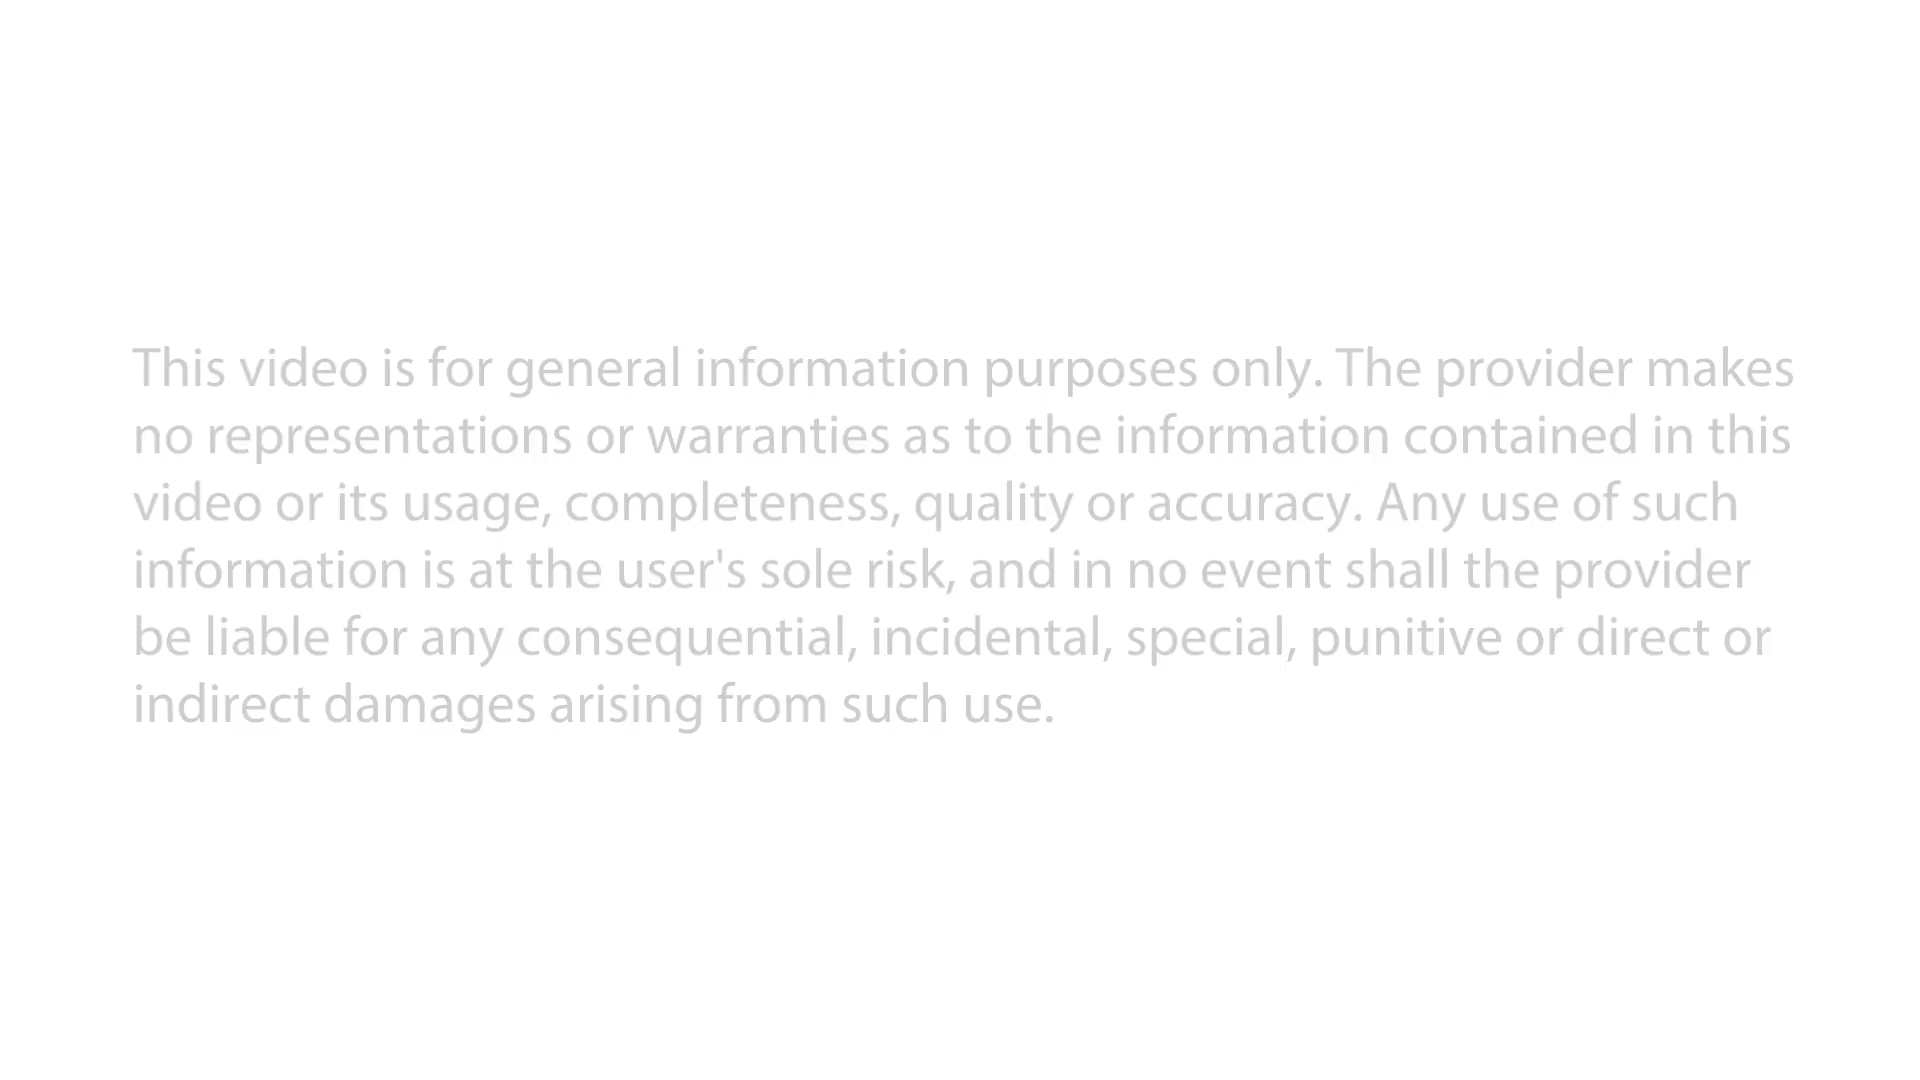 This video is for general information purposes only. The provider makes
no representations or warranties as to the information contained in this
video or its usage, completeness, quality or accuracy. Any use of such
information is at the user's sole risk, and in no event shall the provider
be liable for any consequential, incidental, special, punitive or direct or
indirect damages arising from such use.